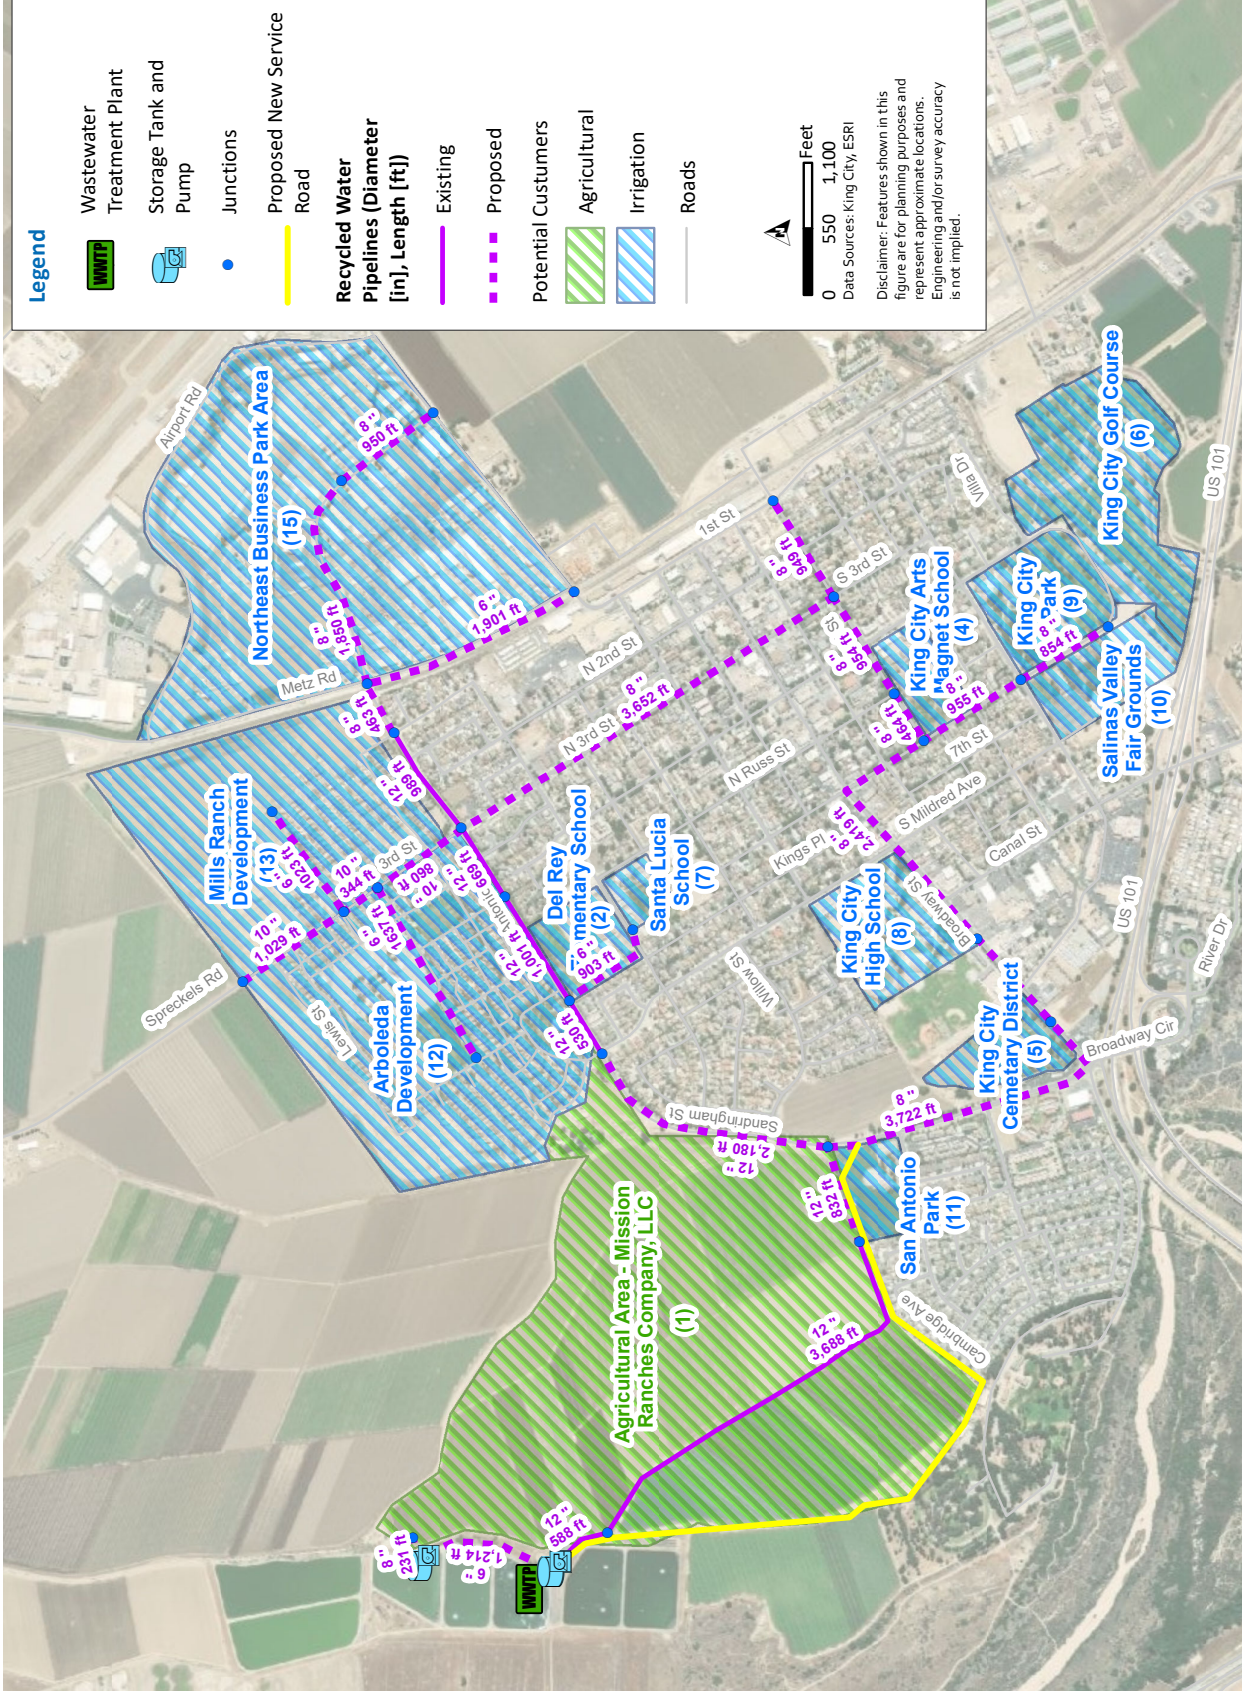 Legend
WWTP
Wastewater
Treatment Plant
Storage Tank and
Pump
Junctions
Proposed New Service
Road
Recycled Water
Pipelines (Diameter
[in], Length [ft])
Existing
Proposed
Potential Custumers
Agricultural
Irrigation
Roads
N
0 550 1,100
Feet
Data Sources: King City, ESRI
Disclaimer: Features shown in this
figure are for planning purposes and
represent approximate locations.
Engineering and/or survey accuracy
is not implied.
Airport Rd
Northeast Business Park Area
(15)
8 "
950 ft
8 "
1,850 ft
6 "
1,901 ft
Metz Rd
8 "
463 ft
12 "
989 ft
Mills Ranch
Development
(13)
6 "
1023 ft
10 "
344 ft
3rd St
10 "
860 ft
10 "
1,029 ft
6 "
1637 ft
Spreckels Rd
Lewis St
Arboleda
Development
(12)
12 "
669 ft
Antonio
12 "
1,001 ft
12 "
530 ft
Del Rey
Elementary School
(2)
6 "
903 ft
Santa Lucia
School
(7)
N 3rd St
8 "
3,652 ft
N 2nd St
1st St
8 "
949 ft
S 3rd St
St
8 "
954 ft
8 "
464 ft
King City Arts
Magnet School
(4)
8 "
955 ft
7th St
King City
Park
(9)
8 "
854 ft
Salinas Valley
Fair Grounds
(10)
King City Golf Course
(6)
Villa Dr
US 101
N Russ St
Kings Pl
8 "
2,419 ft
S Mildred Ave
Canal St
King City
High School
(8)
Broadway St
Willow St
US 101
River Dr
King City
Cemetary District
(5)
Broadway Cir
8 "
3,722 ft
Sandringham St
12 "
2,180 ft
12 "
832 ft
San Antonio
Park
(11)
Cambridge Ave
Agricultural Area - Mission
Ranches Company, LLC
(1)
12 "
3,688 ft
12 "
588 ft
8 "
231 ft
6 "
1,214 ft
WWTP